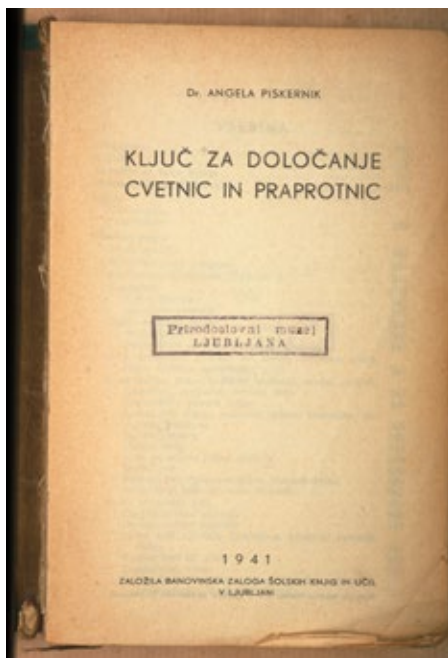 Dr. ANGELA PISKERNIK
KLJUČ ZA DOLOČANJE
CVETNIC IN PRAPROTNIC
Prirodoslovni muzej
LJUBLJANA
1941
ZALOŽILA BANOVINSKA ZALOGA ŠOLSKIH KNJIG IN UČIL
V LJUBLJANI